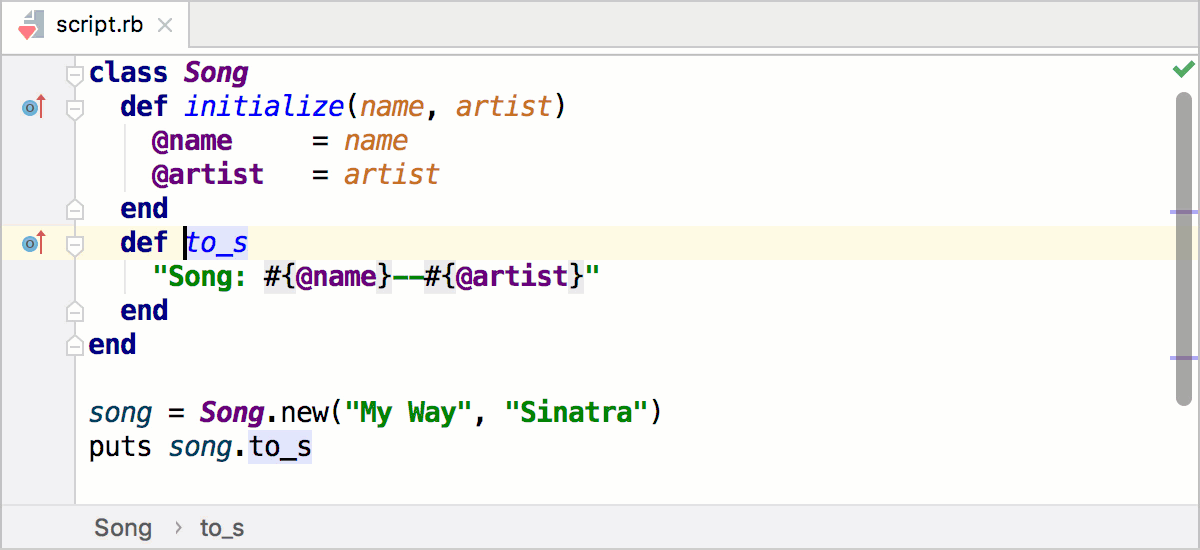 script.rb
class Song
  def initialize(name, artist)
    @name     = name
    @artist   = artist
  end
  def to_s
    "Song: #{@name}--#{@artist}"
  end
end
song = Song.new("My Way", "Sinatra")
puts song.to_s
Song › to_s